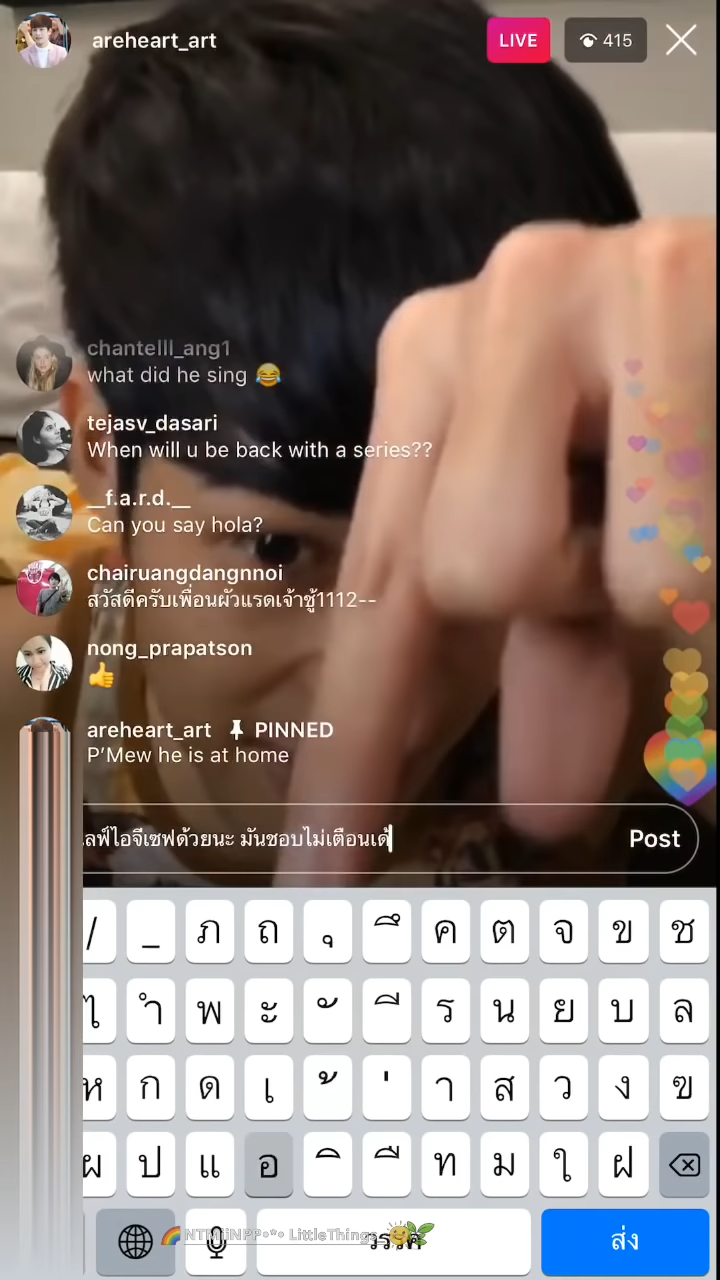 areheart_art
LIVE
415
chantelll_ang1
what did he sing 😂
tejasv_dasari
When will u be back with a series??
__f.a.r.d.__
Can you say hola?
chairuangdangnnoi
สวัสดีครับเพื่อนผัวแรดเจ้าชู้1112--
nong_prapatson
👍
areheart_art PINNED
P'Mew he is at home
ลฟ์ไอจีเซฟด้วยนะ มันชอบไม่เตือนเด้
Post
/ _ ภ ถ ุ ึ ค ต จ ข ช
ไ ำ พ ะ ั ี ร น ย บ ล
ห ก ด เ ้ ่ า ส ว ง ฃ
ผ ป แ อ ิ ื ท ม ใ ฝ
วรรค
ส่ง
NTMiiNPP•°• LittleThings